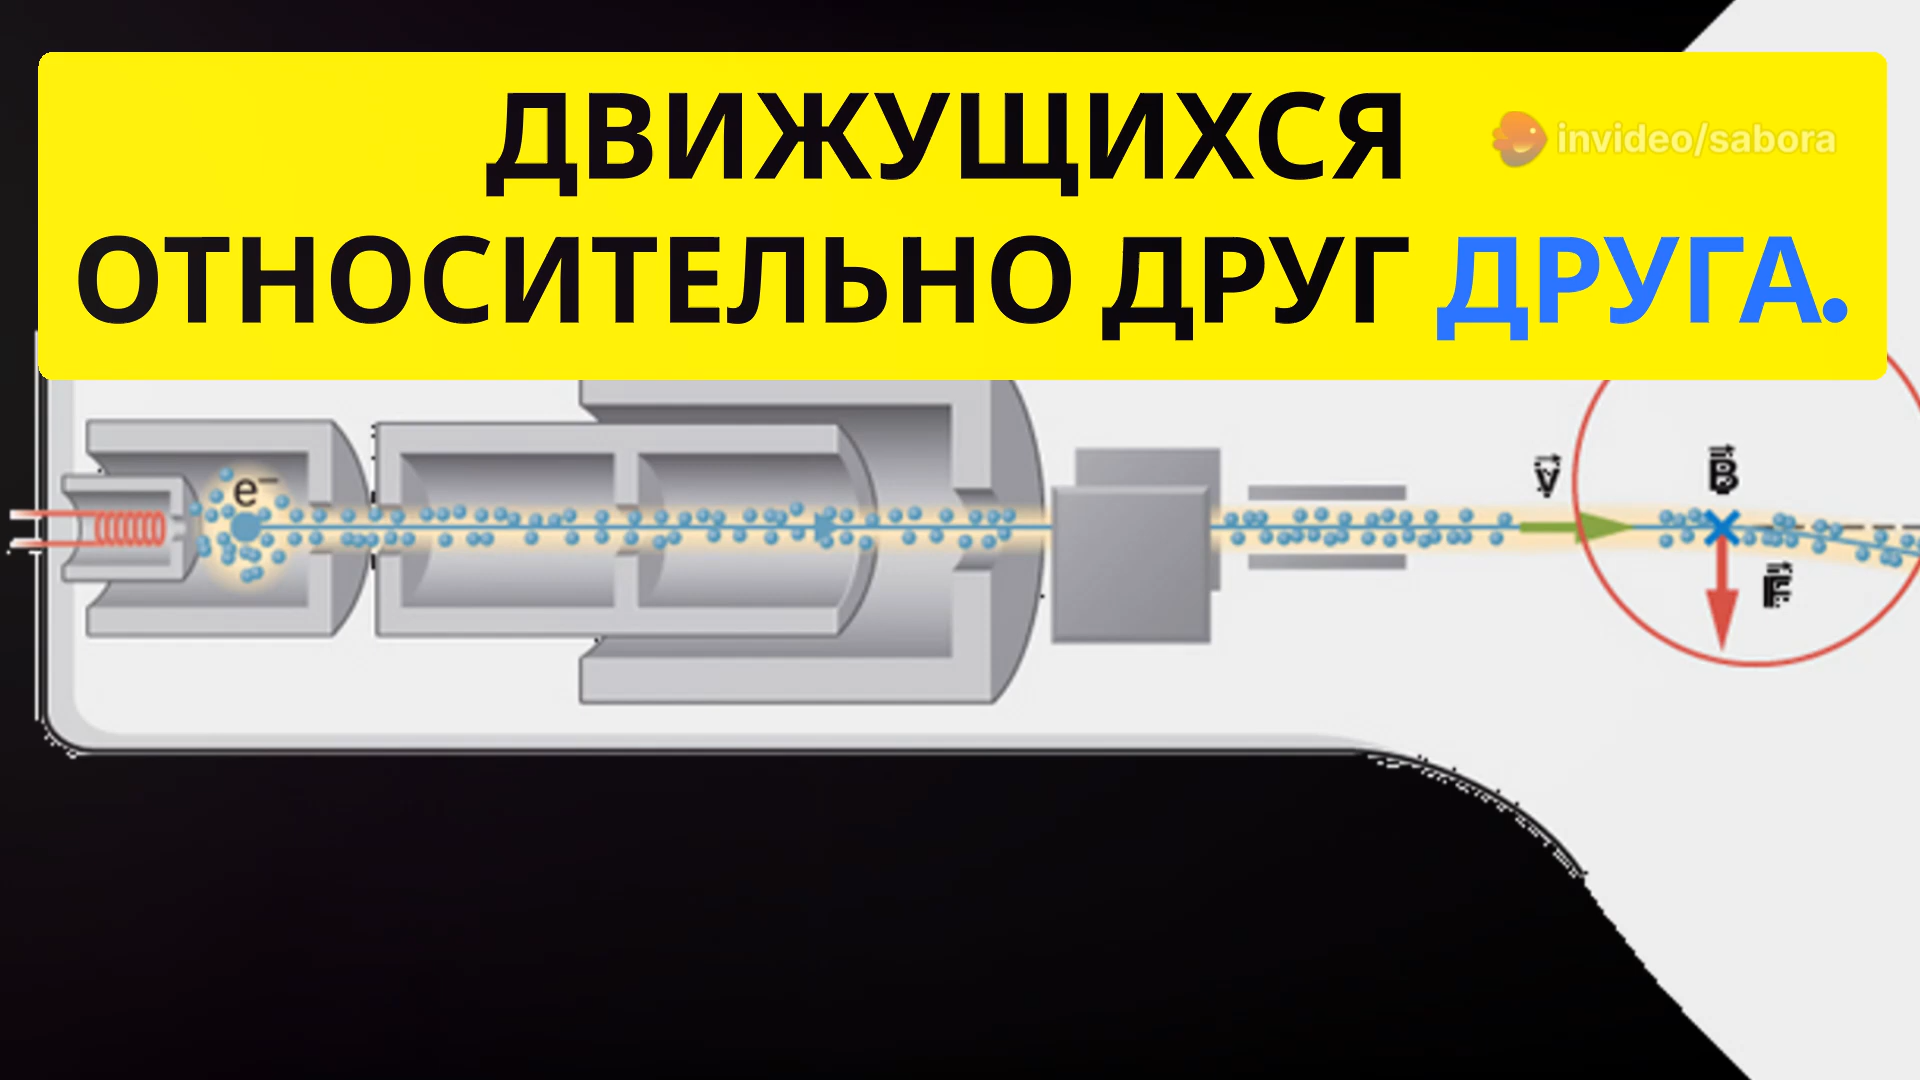 ДВИЖУЩИХСЯ
invideo/sabora
ОТНОСИТЕЛЬНО ДРУГ ДРУГА.
e⁻
v⃗
B⃗
F⃗